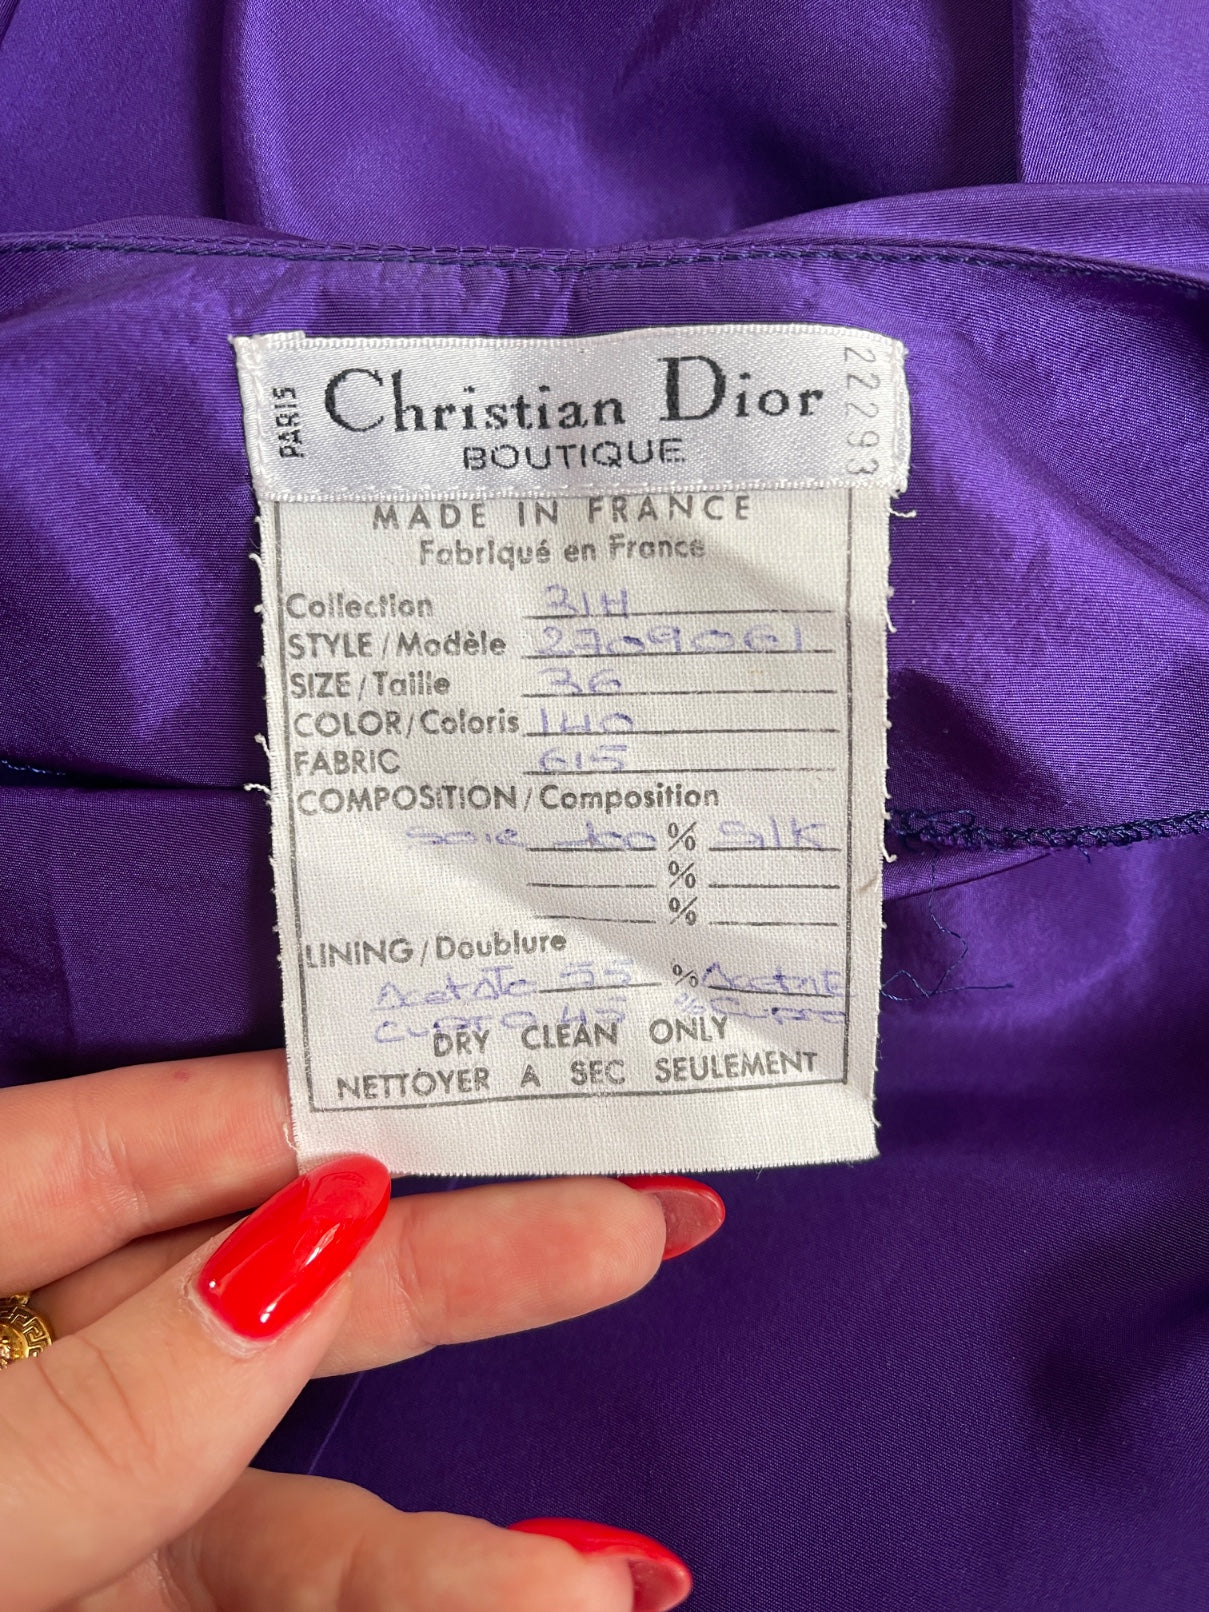 PARIS
Christian Dior
22293
BOUTIQUE
MADE IN FRANCE
Fabriqué en France
Collection 31H
STYLE/Modèle 2709061
SIZE/Taille 36
COLOR/Coloris 140
FABRIC 615
COMPOSITION/Composition
Soie 100 % Silk
%
%
LINING/Doublure
Acetate 55 % Acetate
Cupro 45 % Cupro
DRY CLEAN ONLY
NETTOYER A SEC SEULEMENT